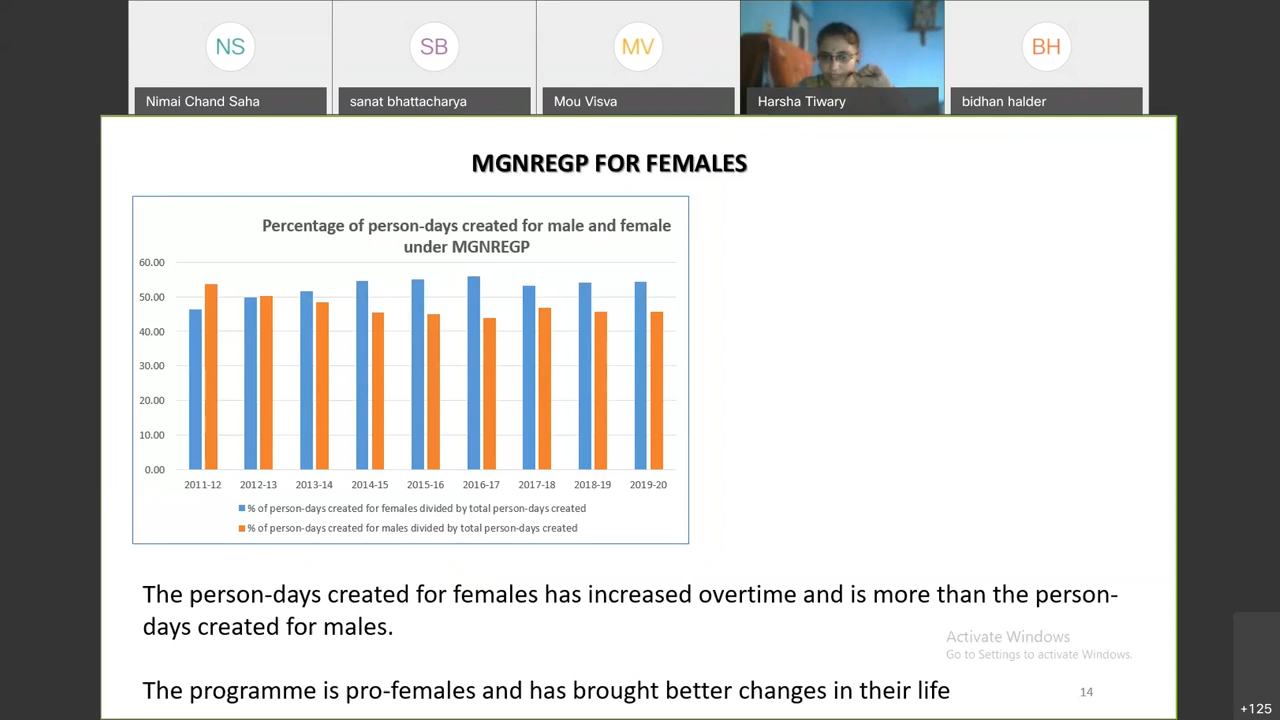 NS
SB
MV
BH
Nimai Chand Saha
sanat bhattacharya
Mou Visva
Harsha Tiwary
bidhan halder
MGNREGP FOR FEMALES
Percentage of person-days created for male and female
under MGNREGP
60.00
50.00
40.00
30.00
20.00
10.00
0.00
2011-12 2012-13 2013-14 2014-15 2015-16 2016-17 2017-18 2018-19 2019-20
% of person-days created for females divided by total person-days created
% of person-days created for males divided by total person-days created
The person-days created for females has increased overtime and is more than the person-
days created for males.
Activate Windows
Go to Settings to activate Windows.
The programme is pro-females and has brought better changes in their life
14
+125